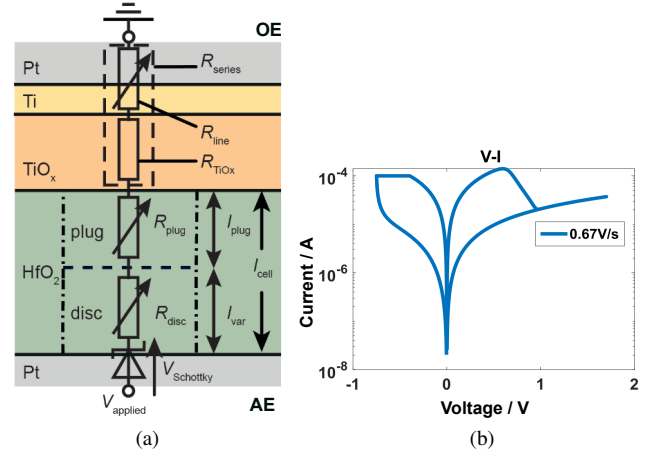 OE
Pt
R_series
Ti
R_line
R_TiOx
TiO_x
plug
R_plug
l_plug
l_cell
HfO_2
disc
R_disc
l_var
Pt
V_Schottky
V_applied
AE
(a)
V-I
10^-4
10^-6
10^-8
Current / A
0.67V/s
-1
0
1
2
Voltage / V
(b)